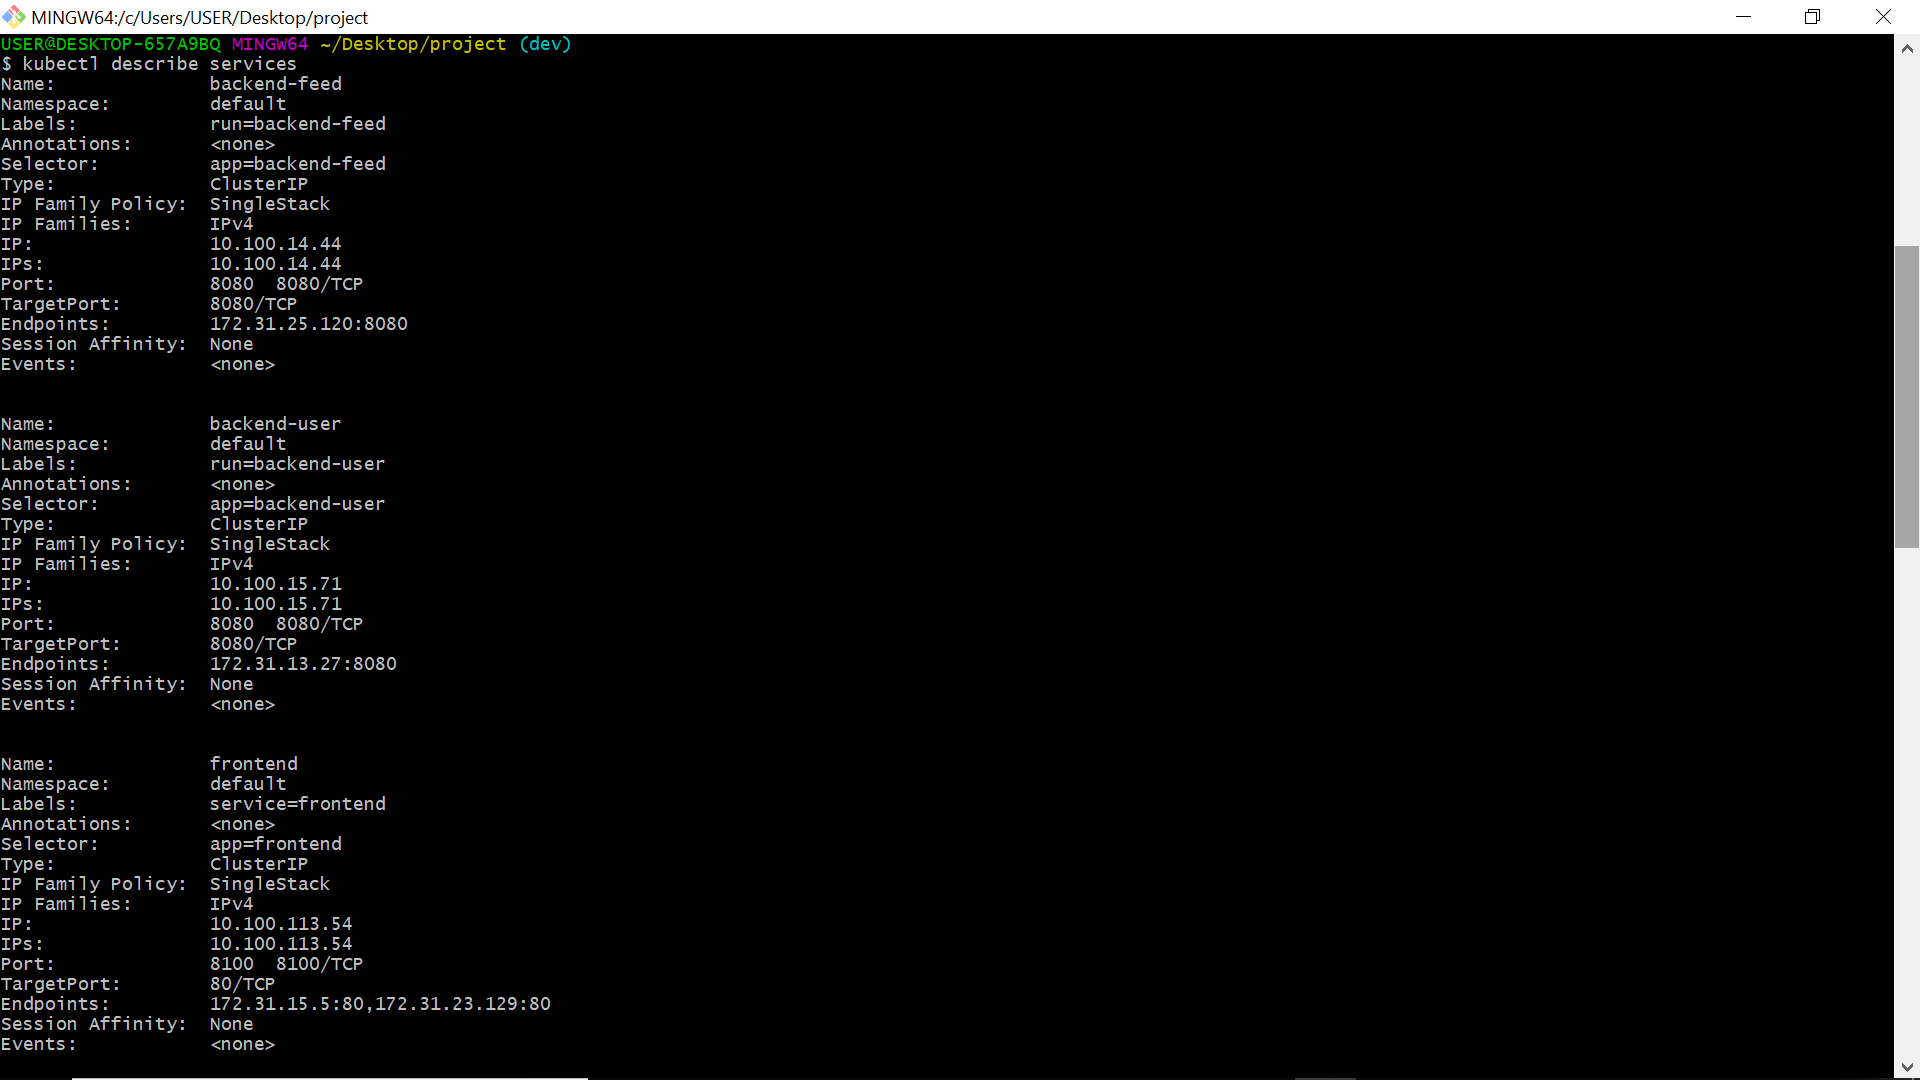 MINGW64:/c/Users/USER/Desktop/project
USER@DESKTOP-657A9BQ MINGW64 ~/Desktop/project (dev)
$ kubectl describe services
Name:              backend-feed
Namespace:         default
Labels:            run=backend-feed
Annotations:       <none>
Selector:          app=backend-feed
Type:              ClusterIP
IP Family Policy:  SingleStack
IP Families:       IPv4
IP:                10.100.14.44
IPs:               10.100.14.44
Port:              8080  8080/TCP
TargetPort:        8080/TCP
Endpoints:         172.31.25.120:8080
Session Affinity:  None
Events:            <none>
Name:              backend-user
Namespace:         default
Labels:            run=backend-user
Annotations:       <none>
Selector:          app=backend-user
Type:              ClusterIP
IP Family Policy:  SingleStack
IP Families:       IPv4
IP:                10.100.15.71
IPs:               10.100.15.71
Port:              8080  8080/TCP
TargetPort:        8080/TCP
Endpoints:         172.31.13.27:8080
Session Affinity:  None
Events:            <none>
Name:              frontend
Namespace:         default
Labels:            service=frontend
Annotations:       <none>
Selector:          app=frontend
Type:              ClusterIP
IP Family Policy:  SingleStack
IP Families:       IPv4
IP:                10.100.113.54
IPs:               10.100.113.54
Port:              8100  8100/TCP
TargetPort:        80/TCP
Endpoints:         172.31.15.5:80,172.31.23.129:80
Session Affinity:  None
Events:            <none>